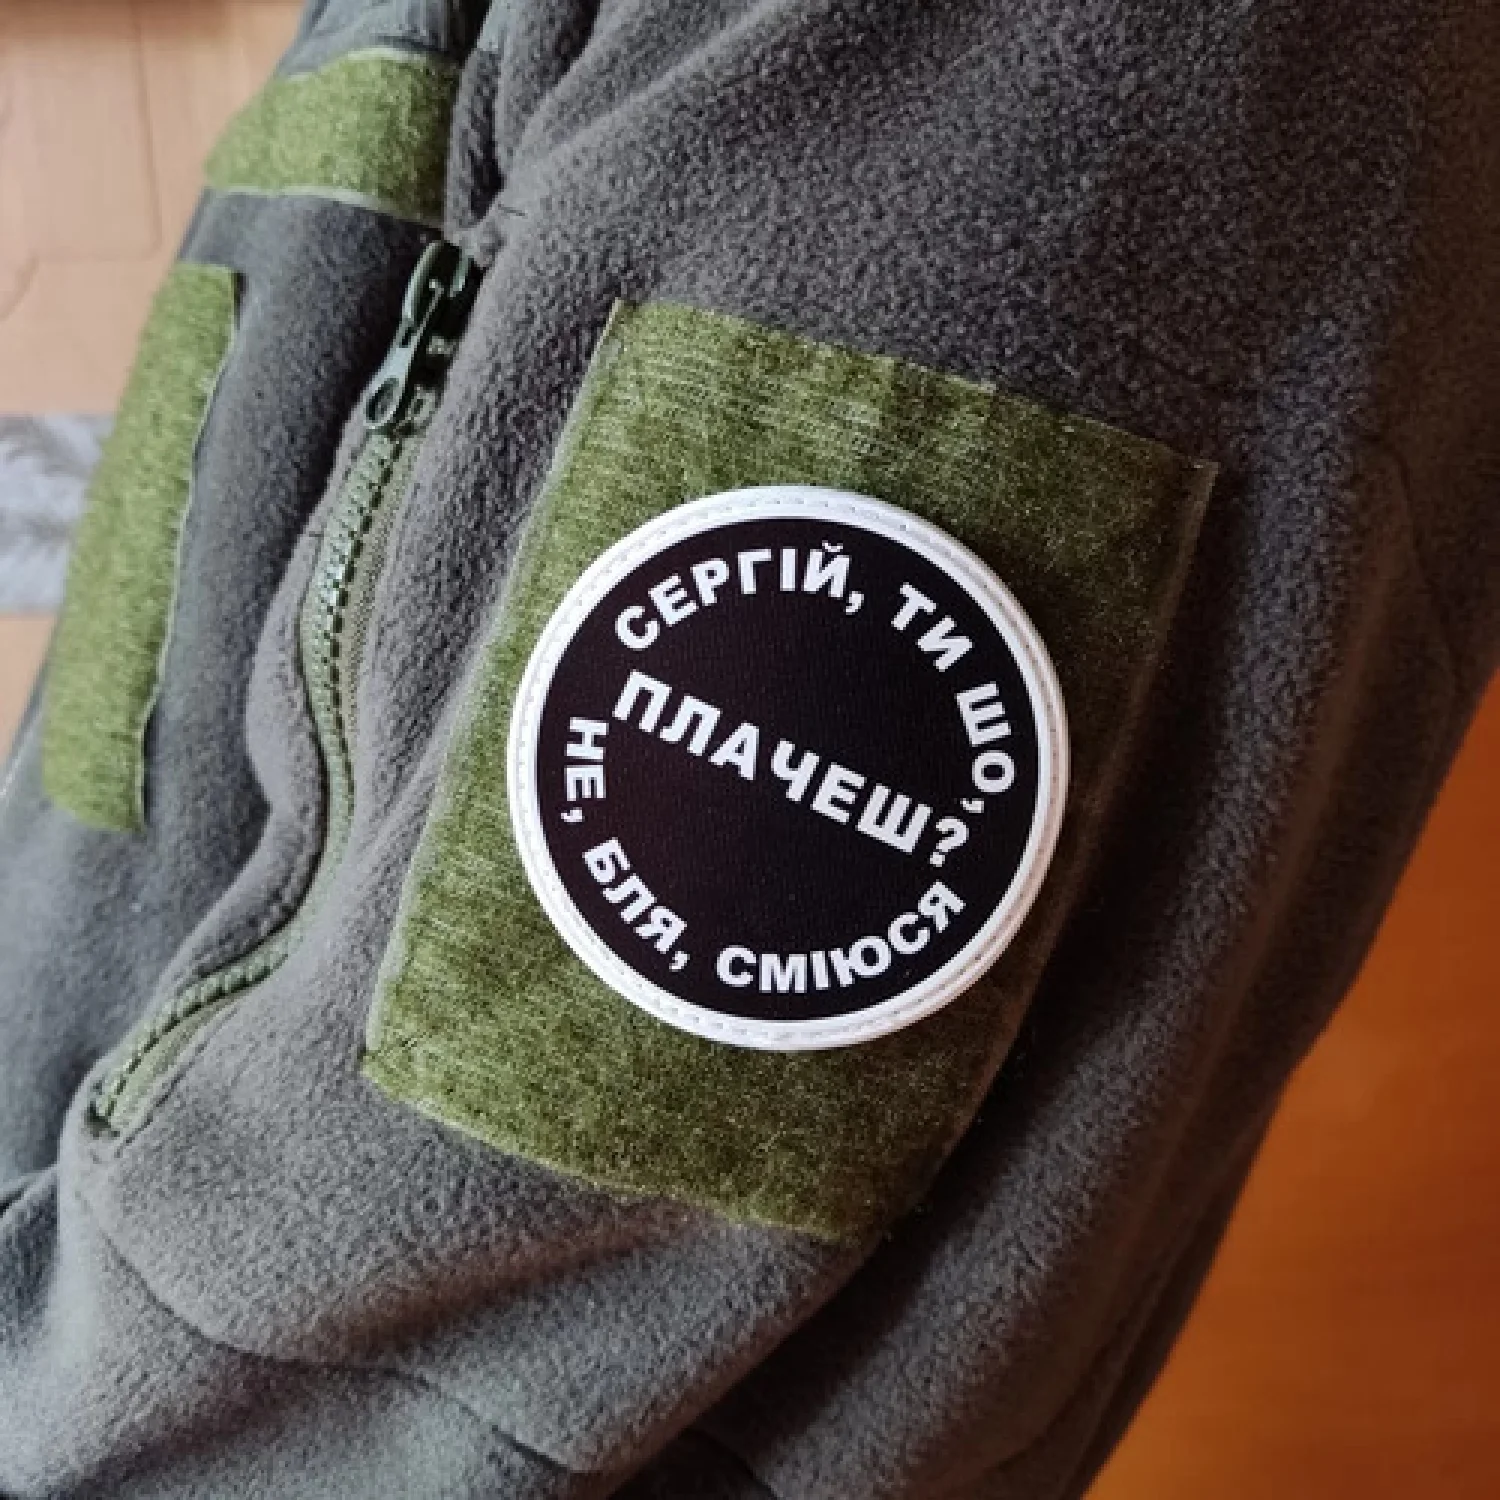 СЕРГІЙ, ТИ ШО,
ПЛАЧЕШ?
НЕ, БЛЯ, СМІЮСЯ